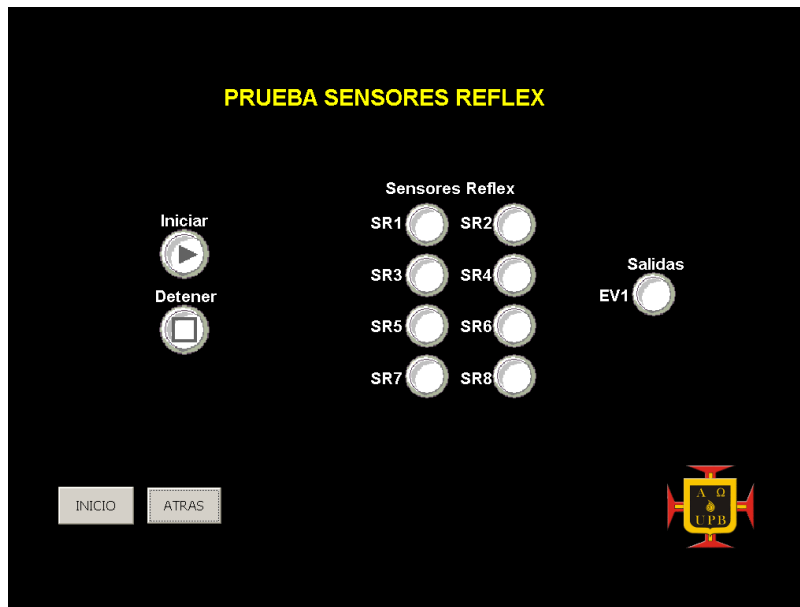 PRUEBA SENSORES REFLEX
Sensores Reflex
Iniciar
SR1 SR2
Detener
SR3 SR4
Salidas
EV1
SR5 SR6
SR7 SR8
INICIO ATRAS
Α Ω
UPB